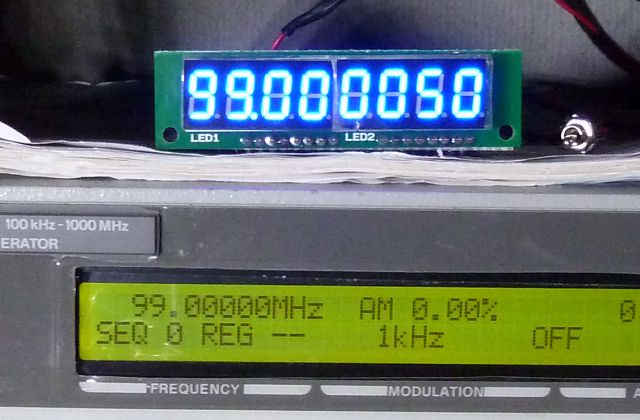 99.000050
LED1 LED2
100 kHz-1000 MHz
ERATOR
99.00000MHz AM 0.00% 0
SEQ 0 REG -- 1kHz OFF
FREQUENCY MODULATION A